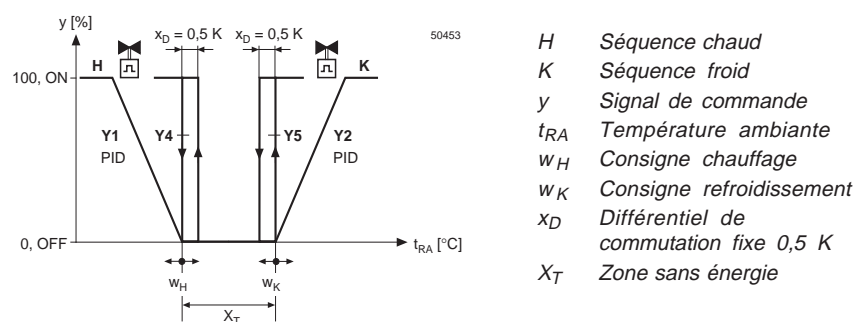 y [%]
x_D = 0,5 K
x_D = 0,5 K
50453
H
K
100, ON
Y1
PID
Y4
Y5
Y2
PID
0, OFF
t_RA [°C]
w_H
w_K
X_T
H Séquence chaud
K Séquence froid
y Signal de commande
t_RA Température ambiante
w_H Consigne chauffage
w_K Consigne refroidissement
x_D Différentiel de
commutation fixe 0,5 K
X_T Zone sans énergie